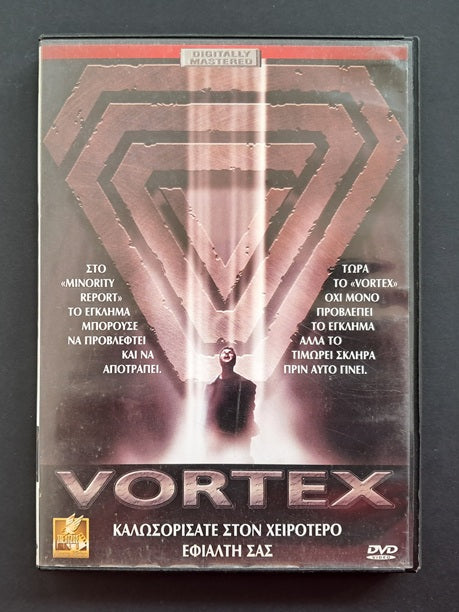 DIGITALLY
MASTERED
ΣΤΟ
«MINORITY
REPORT»
ΤΟ ΕΓΚΛΗΜΑ
ΜΠΟΡΟΥΣΕ
ΝΑ ΠΡΟΒΛΕΦΤΕΙ
ΚΑΙ ΝΑ
ΑΠΟΤΡΑΠΕΙ.
ΤΩΡΑ
ΤΟ «VORTEX»
ΟΧΙ ΜΟΝΟ
ΠΡΟΒΛΕΠΕΙ
ΤΟ ΕΓΚΛΗΜΑ
ΑΛΛΑ ΤΟ
ΤΙΜΩΡΕΙ ΣΚΛΗΡΑ
ΠΡΙΝ ΑΥΤΟ ΓΙΝΕΙ.
VORTEX
ΚΑΛΩΣΟΡΙΣΑΤΕ ΣΤΟΝ ΧΕΙΡΟΤΕΡΟ
ΕΦΙΑΛΤΗ ΣΑΣ
DVD
VIDEO